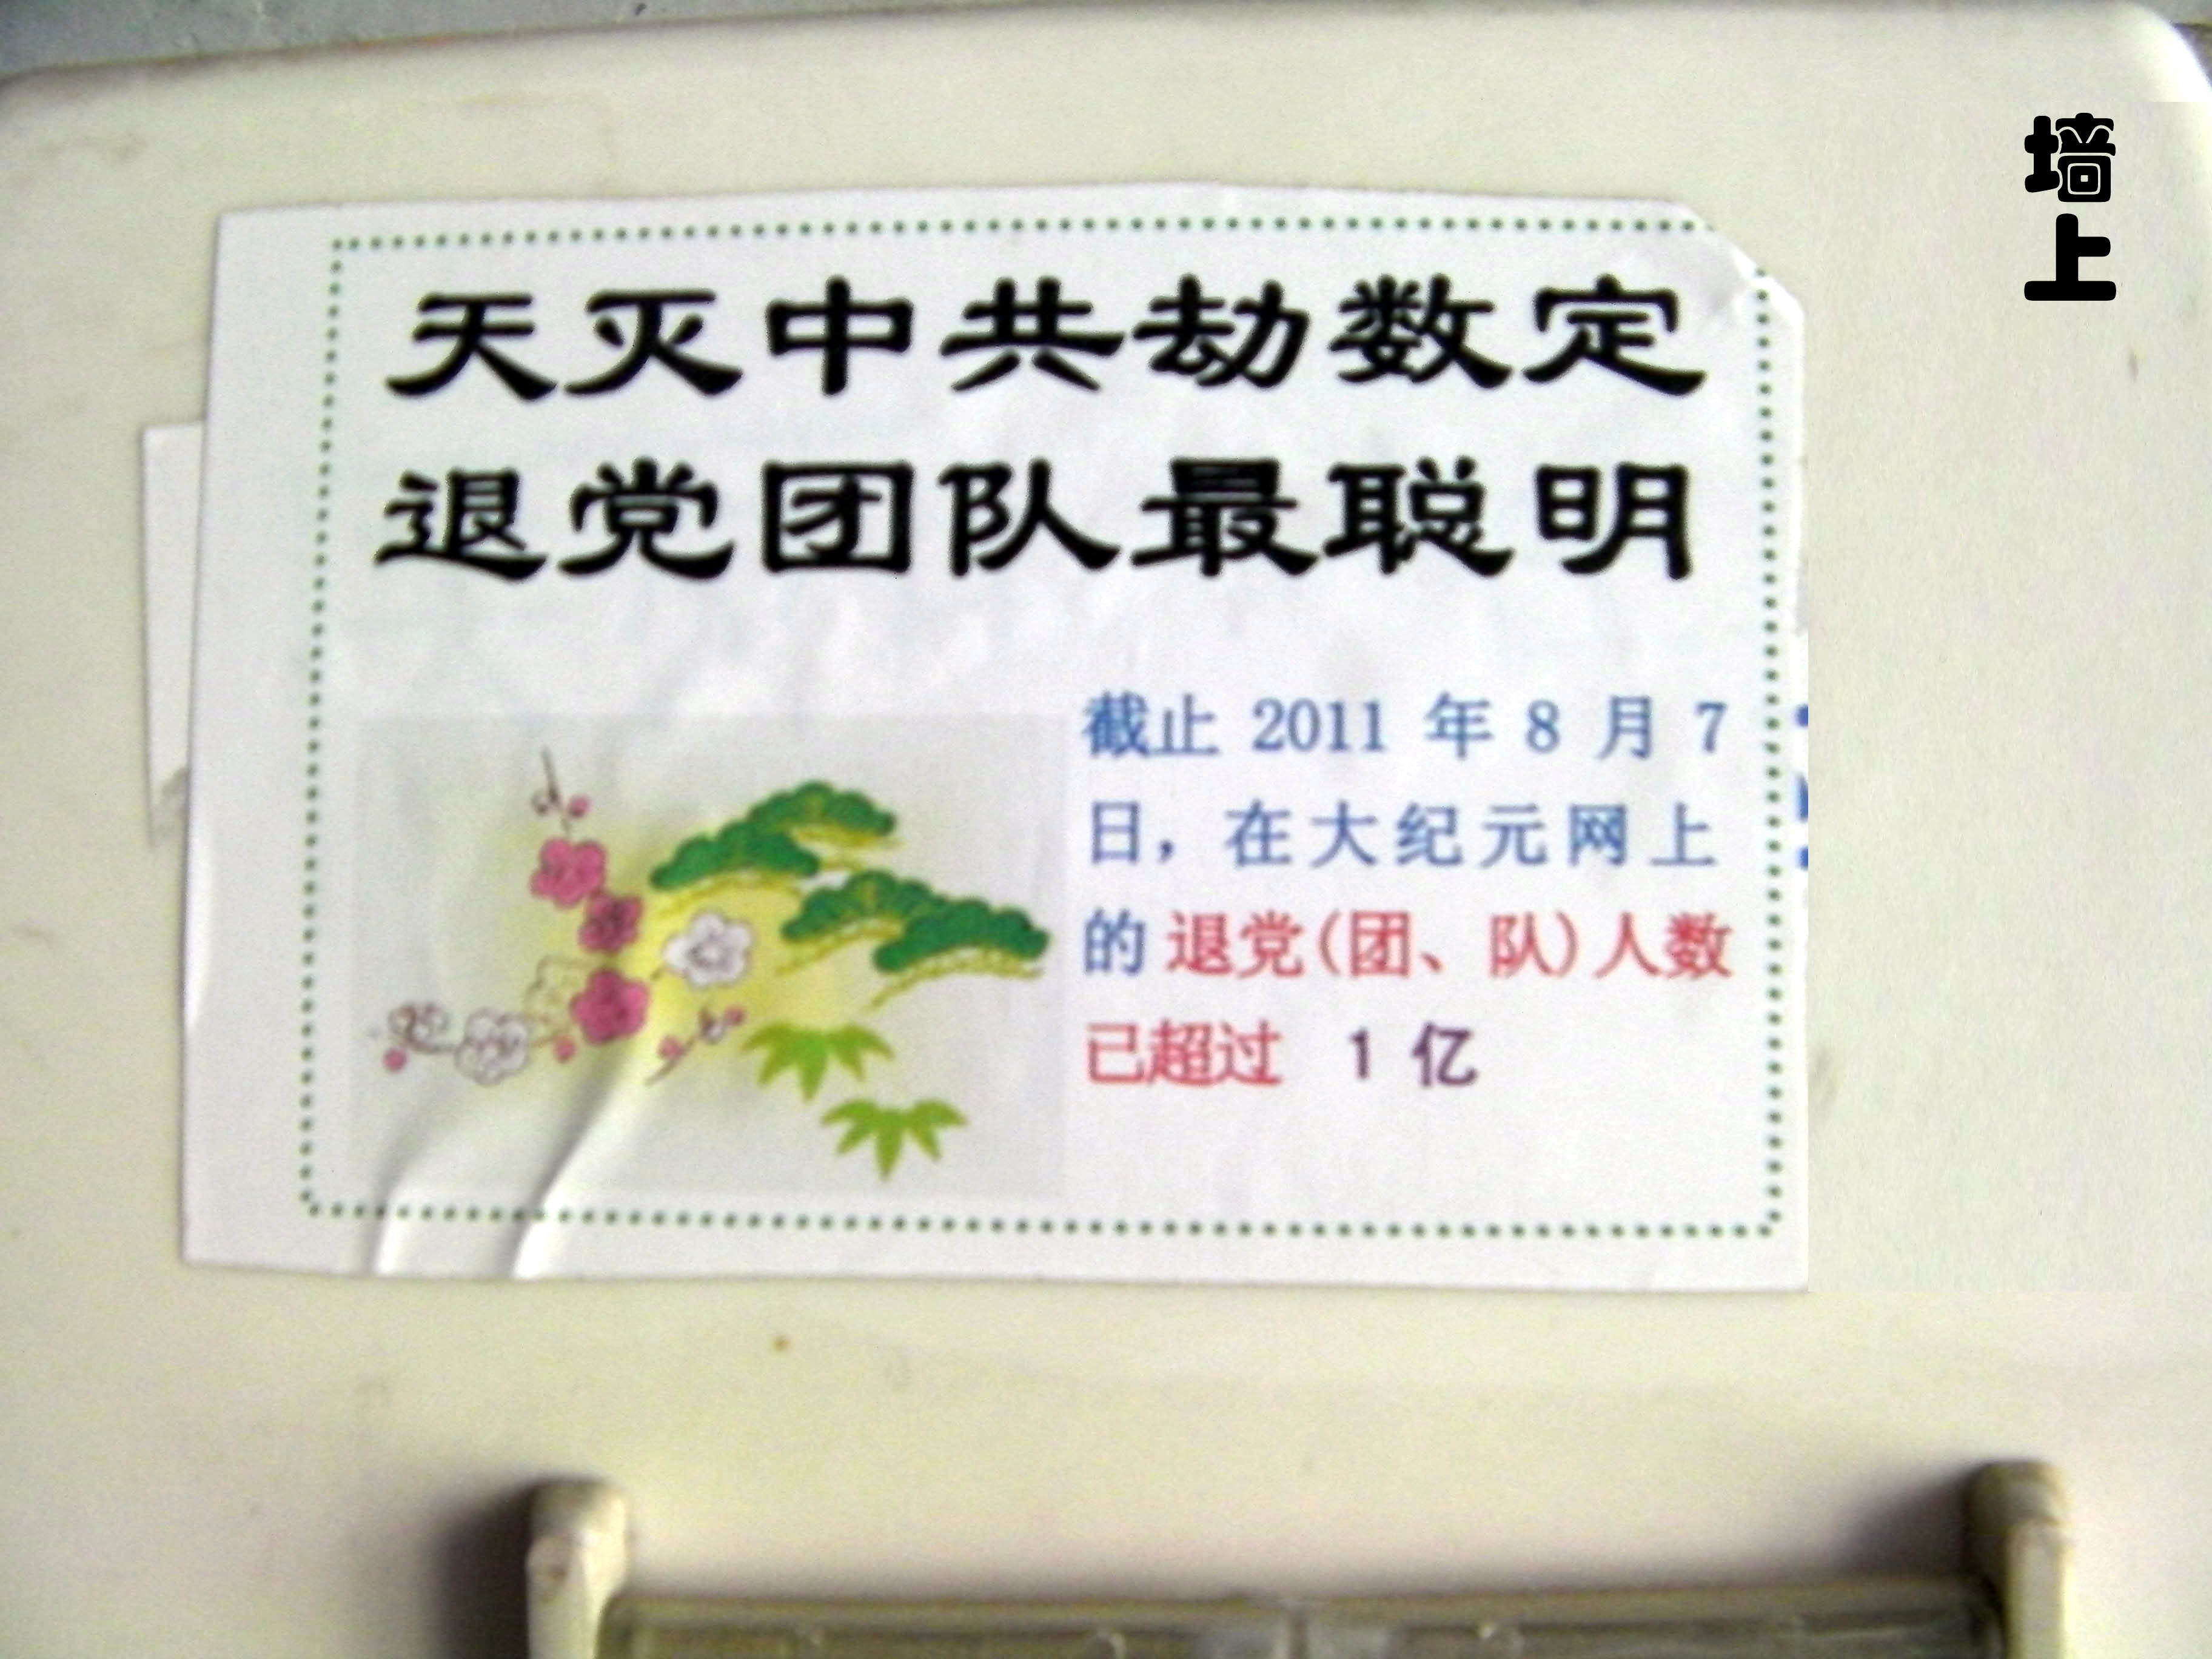 天灭中共劫数定
退党团队最聪明
截止 2011 年 8 月 7
日，在大纪元网上
的退党(团、队)人数
已超过 1 亿
墙
上